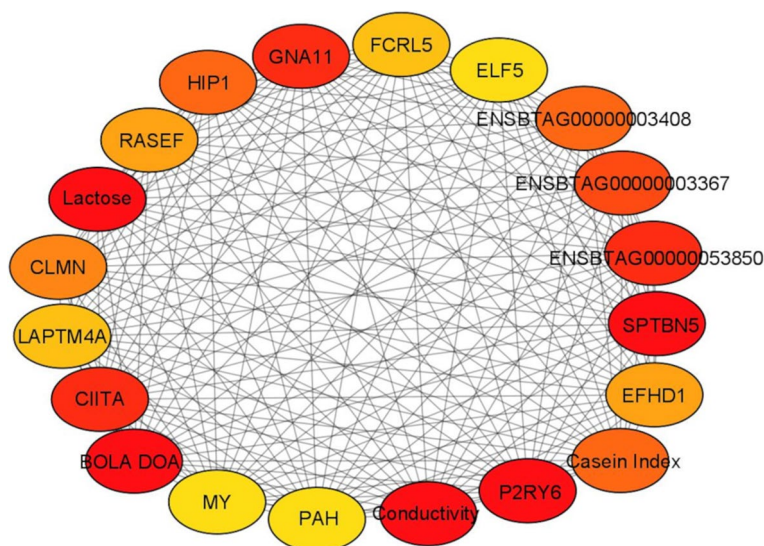 FCRL5
GNA11
ELF5
HIP1
ENSBTAG00000003408
RASEF
ENSBTAG00000003367
Lactose
ENSBTAG00000053850
CLMN
SPTBN5
LAPTM4A
EFHD1
CIITA
BOLA DOA
Casein Index
P2RY6
MY
Conductivity
PAH